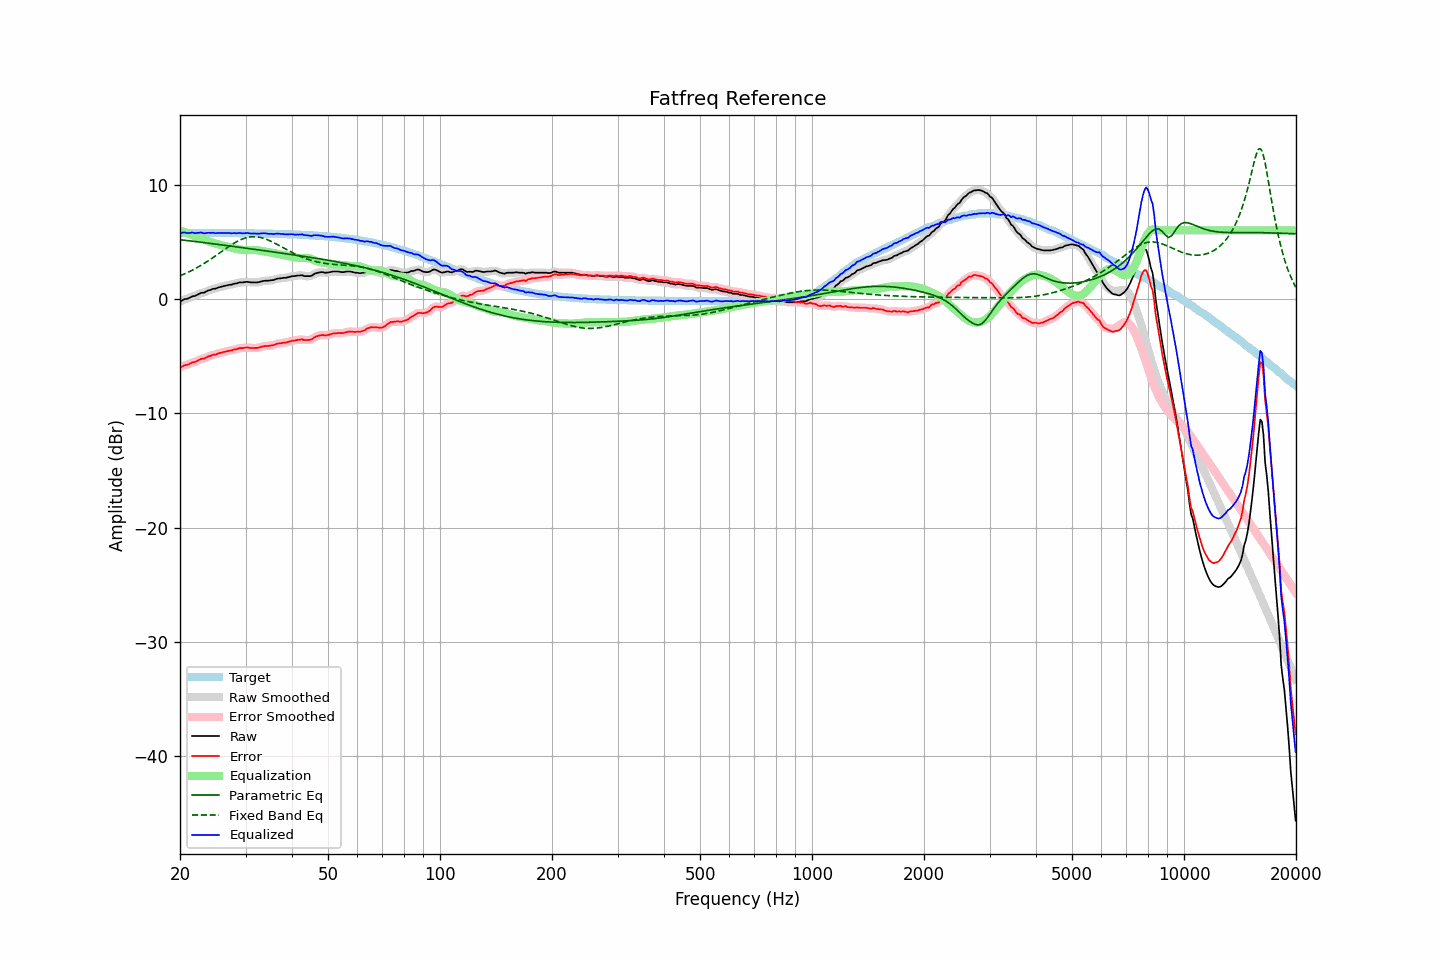 Fatfreq Reference
Amplitude (dBr)
10
0
−10
−20
−30
−40
Target
Raw Smoothed
Error Smoothed
Raw
Error
Equalization
Parametric Eq
Fixed Band Eq
Equalized
20 50 100 200 500 1000 2000 5000 10000 20000
Frequency (Hz)